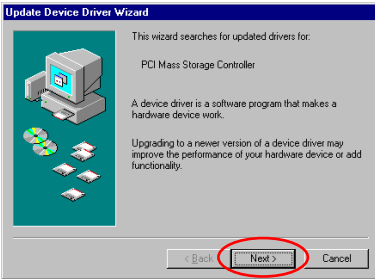 Update Device Driver Wizard
This wizard searches for updated drivers for:
PCI Mass Storage Controller
A device driver is a software program that makes a
hardware device work.
Upgrading to a newer version of a device driver may
improve the performance of your hardware device or add
functionality.
< Back
Next >
Cancel